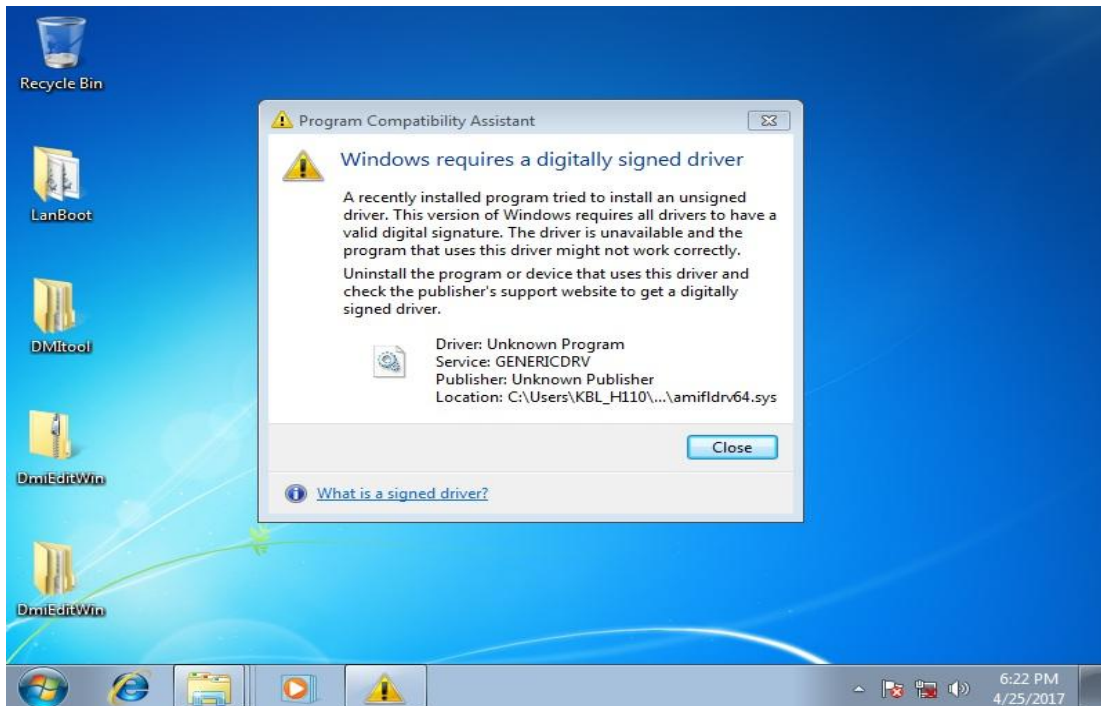 Recycle Bin
LanBoot
DMItool
DmiEditWin
DmiEditWin
Program Compatibility Assistant
Windows requires a digitally signed driver
A recently installed program tried to install an unsigned
driver. This version of Windows requires all drivers to have a
valid digital signature. The driver is unavailable and the
program that uses this driver might not work correctly.
Uninstall the program or device that uses this driver and
check the publisher's support website to get a digitally
signed driver.
Driver: Unknown Program
Service: GENERICDRV
Publisher: Unknown Publisher
Location: C:\Users\KBL_H110\...\amifldrv64.sys
Close
What is a signed driver?
6:22 PM
4/25/2017